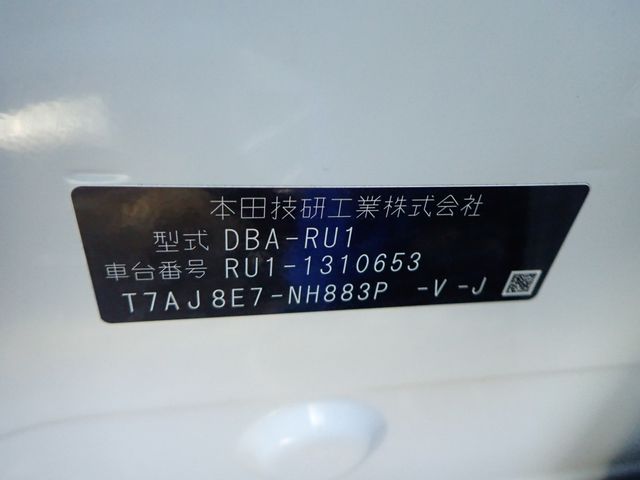 本田技研工業株式会社
型式 DBA-RU1
車台番号 RU1-1310653
T7AJ8E7-NH883P -V-J